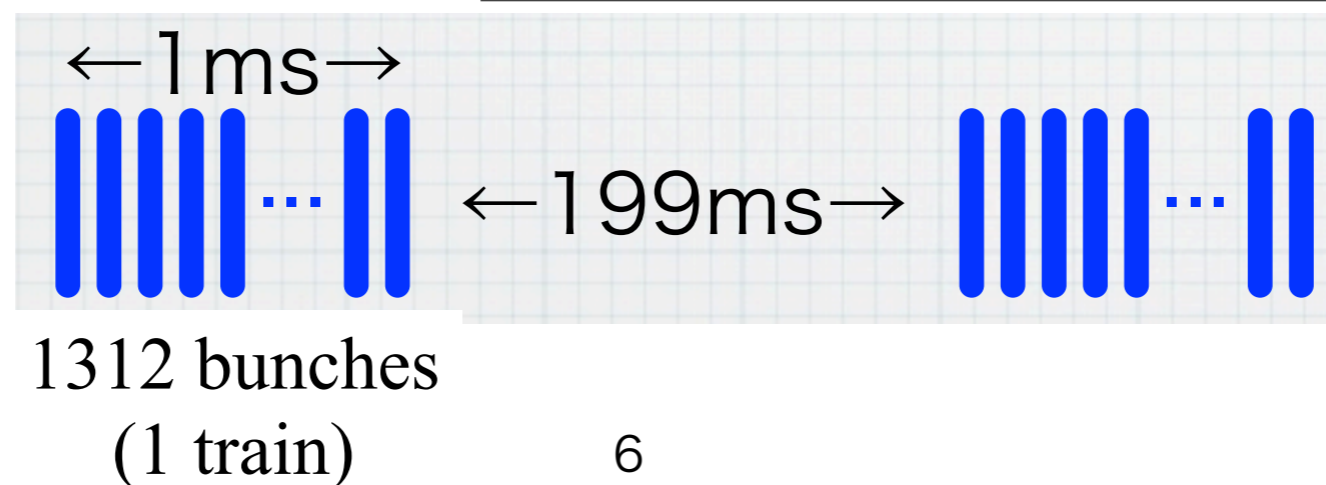 ←1ms→
...
←199ms→
...
1312 bunches
(1 train)
6